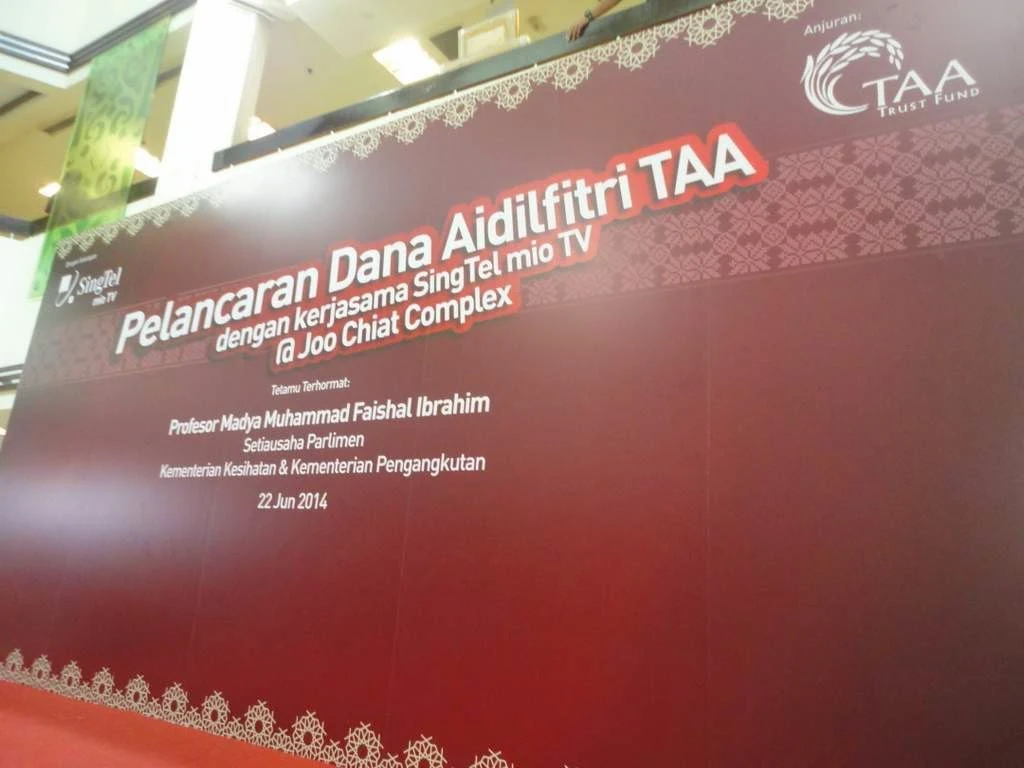 Anjuran:
TAA
TRUST FUND
SingTel
mio TV
Pelancaran Dana Aidilfitri TAA
dengan kerjasama SingTel mio TV
@ Joo Chiat Complex
Tetamu Terhormat:
Profesor Madya Muhammad Faishal Ibrahim
Setiausaha Parlimen
Kementerian Kesihatan & Kementerian Pengangkutan
22 Jun 2014